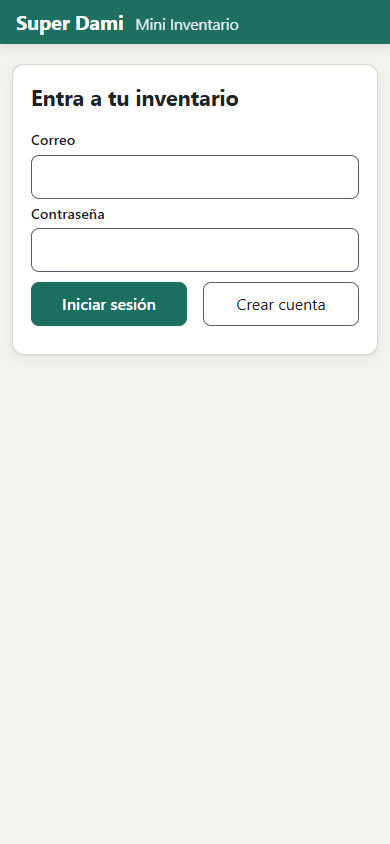 Super Dami Mini Inventario
Entra a tu inventario
Correo
Contraseña
Iniciar sesión Crear cuenta